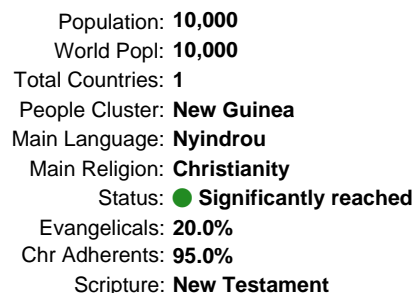 Population: 10,000
World Popl: 10,000
Total Countries: 1
People Cluster: New Guinea
Main Language: Nyindrou
Main Religion: Christianity
Status: Significantly reached
Evangelicals: 20.0%
Chr Adherents: 95.0%
Scripture: New Testament